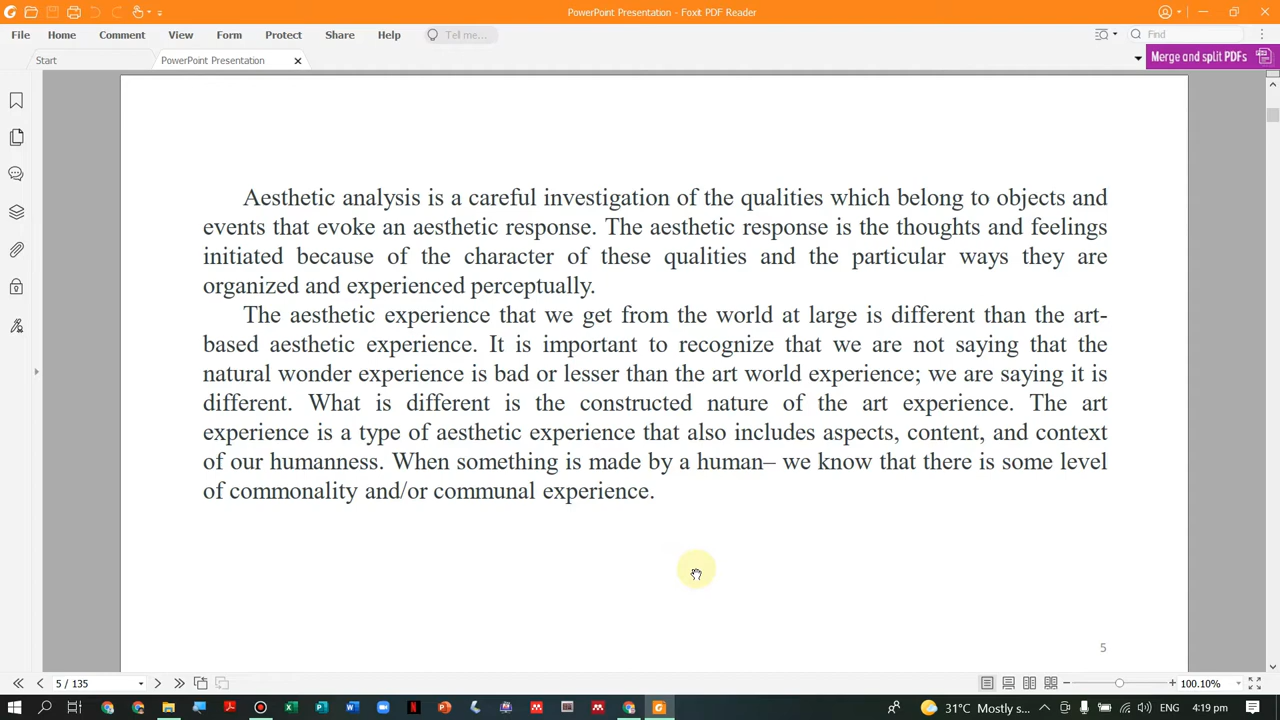 PowerPoint Presentation - Foxit PDF Reader
File Home Comment View Form Protect Share Help Tell me... Find
Start PowerPoint Presentation Merge and split PDFs
Aesthetic analysis is a careful investigation of the qualities which belong to objects and
events that evoke an aesthetic response. The aesthetic response is the thoughts and feelings
initiated because of the character of these qualities and the particular ways they are
organized and experienced perceptually.
The aesthetic experience that we get from the world at large is different than the art-
based aesthetic experience. It is important to recognize that we are not saying that the
natural wonder experience is bad or lesser than the art world experience; we are saying it is
different. What is different is the constructed nature of the art experience. The art
experience is a type of aesthetic experience that also includes aspects, content, and context
of our humanness. When something is made by a human– we know that there is some level
of commonality and/or communal experience.
5
5 / 135 100.10%
31°C Mostly s... ENG 4:19 pm